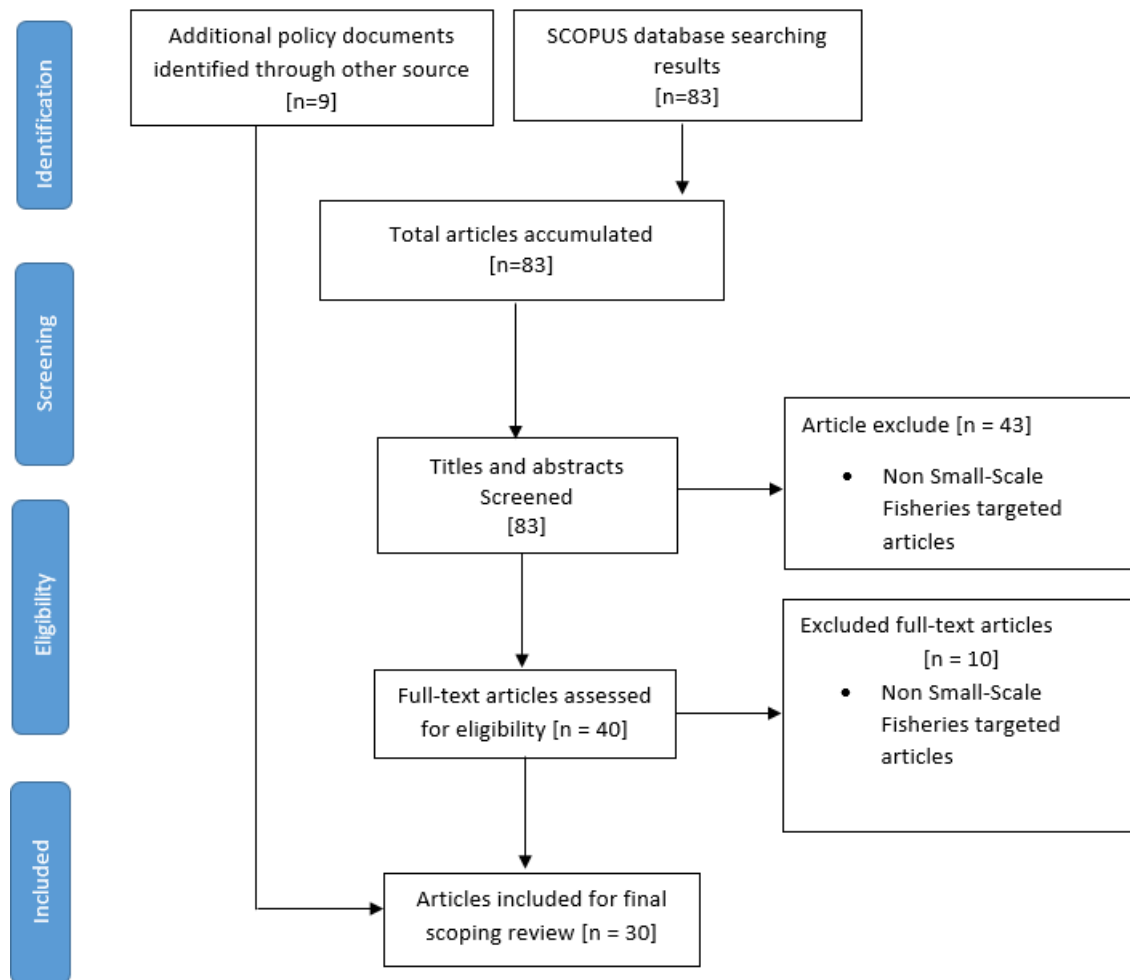 Identification
Additional policy documents
identified through other source
[n=9]
SCOPUS database searching
results
[n=83]
Total articles accumulated
[n=83]
Screening
Titles and abstracts
Screened
[83]
Article exclude [n = 43]
• Non Small-Scale
Fisheries targeted
articles
Eligibility
Full-text articles assessed
for eligibility [n = 40]
Excluded full-text articles
[n = 10]
• Non Small-Scale
Fisheries targeted
articles
Included
Articles included for final
scoping review [n = 30]